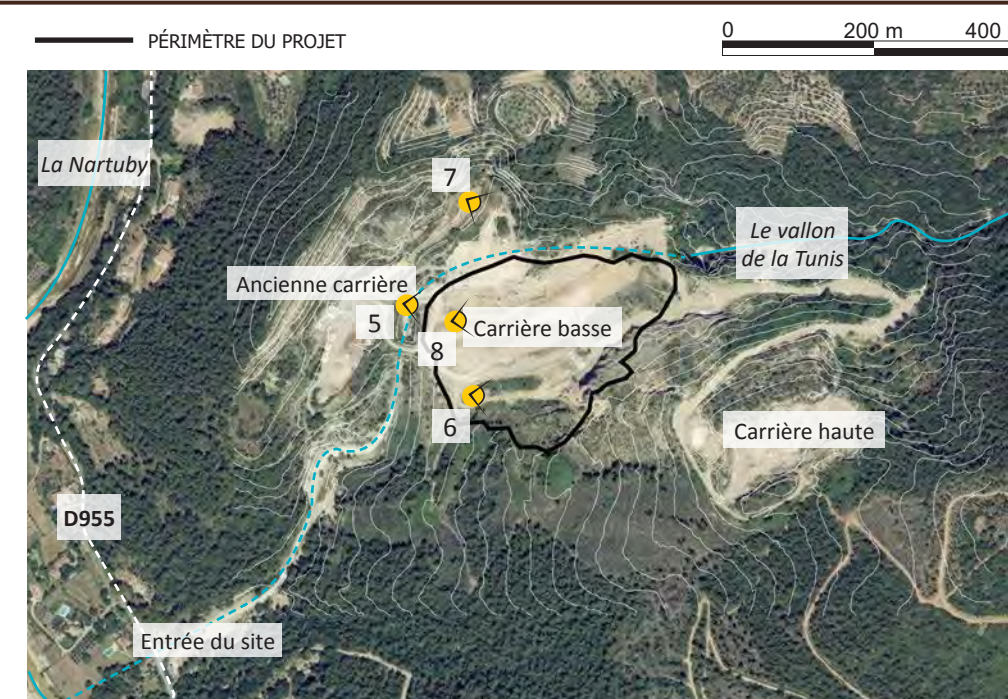 PÉRIMÈTRE DU PROJET
0 200 m 400
La Nartuby
7
Le vallon
de la Tunis
Ancienne carrière
5
Carrière basse
8
6
Carrière haute
D955
Entrée du site